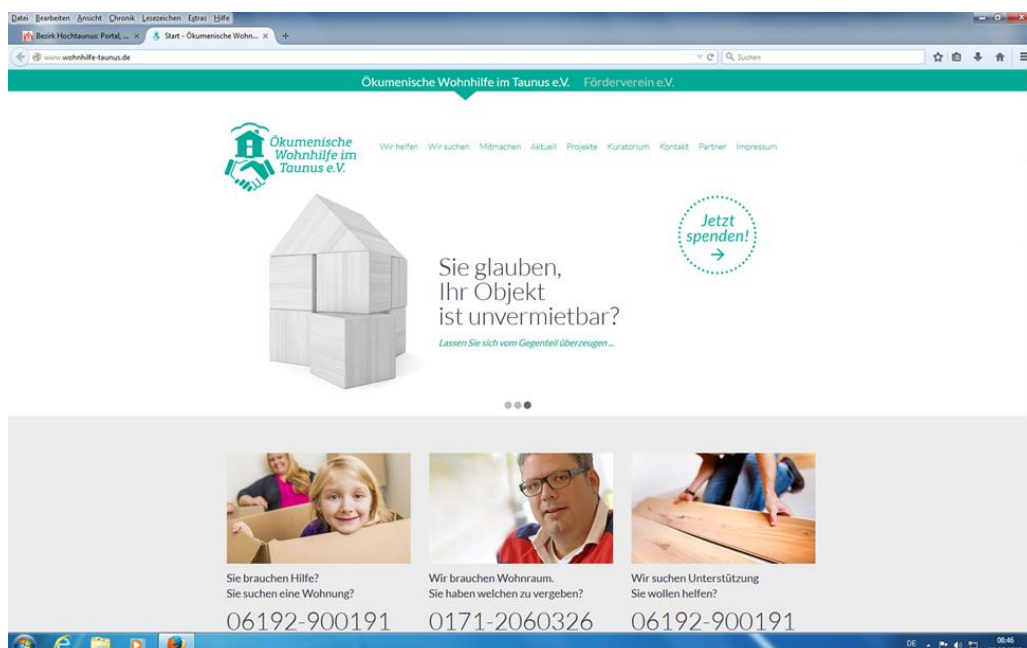 Datei Bearbeiten Ansicht Chronik Lesezeichen Extras Hilfe
Bezirk Hochtaunus: Portal, ... × Start - Ökumenische Wohn... × +
www.wohnhilfe-taunus.de Suchen
Ökumenische Wohnhilfe im Taunus e.V. Förderverein e.V.
Ökumenische
Wohnhilfe im
Taunus e.V.
Wir helfen Wir suchen Mitmachen Aktuell Projekte Kuratorium Kontakt Partner Impressum
Jetzt
spenden!
Sie glauben,
Ihr Objekt
ist unvermietbar?
Lassen Sie sich vom Gegenteil überzeugen ...
Sie brauchen Hilfe?
Sie suchen eine Wohnung?
06192-900191
Wir brauchen Wohnraum.
Sie haben welchen zu vergeben?
0171-2060326
Wir suchen Unterstützung
Sie wollen helfen?
06192-900191
DE 08:46